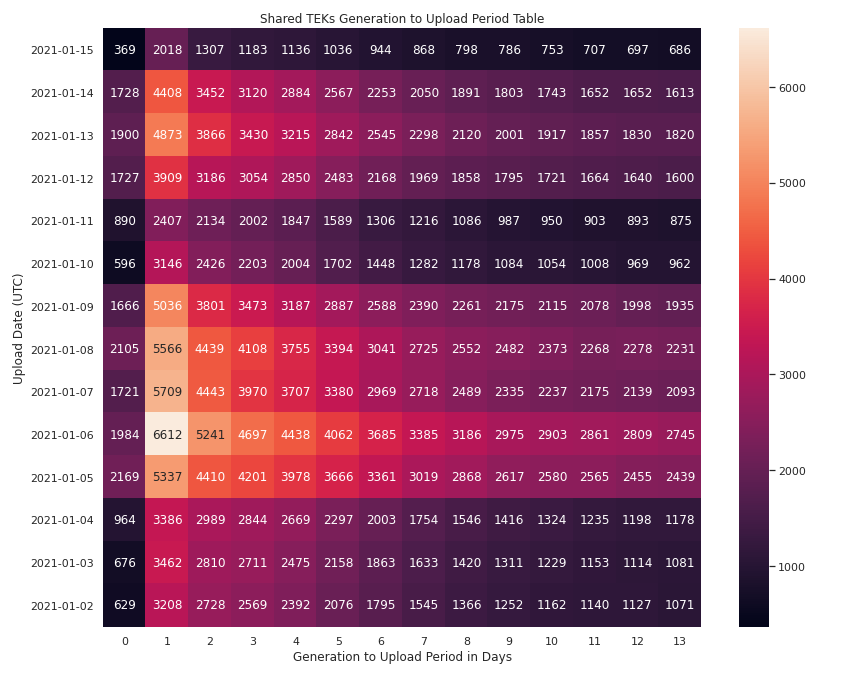 Shared TEKs Generation to Upload Period Table
2021-01-15 369 2018 1307 1183 1136 1036 944 868 798 786 753 707 697 686
2021-01-14 1728 4408 3452 3120 2884 2567 2253 2050 1891 1803 1743 1652 1652 1613
2021-01-13 1900 4873 3866 3430 3215 2842 2545 2298 2120 2001 1917 1857 1830 1820
2021-01-12 1727 3909 3186 3054 2850 2483 2168 1969 1858 1795 1721 1664 1640 1600
2021-01-11 890 2407 2134 2002 1847 1589 1306 1216 1086 987 950 903 893 875
2021-01-10 596 3146 2426 2203 2004 1702 1448 1282 1178 1084 1054 1008 969 962
2021-01-09 1666 5036 3801 3473 3187 2887 2588 2390 2261 2175 2115 2078 1998 1935
2021-01-08 2105 5566 4439 4108 3755 3394 3041 2725 2552 2482 2373 2268 2278 2231
2021-01-07 1721 5709 4443 3970 3707 3380 2969 2718 2489 2335 2237 2175 2139 2093
2021-01-06 1984 6612 5241 4697 4438 4062 3685 3385 3186 2975 2903 2861 2809 2745
2021-01-05 2169 5337 4410 4201 3978 3666 3361 3019 2868 2617 2580 2565 2455 2439
2021-01-04 964 3386 2989 2844 2669 2297 2003 1754 1546 1416 1324 1235 1198 1178
2021-01-03 676 3462 2810 2711 2475 2158 1863 1633 1420 1311 1229 1153 1114 1081
2021-01-02 629 3208 2728 2569 2392 2076 1795 1545 1366 1252 1162 1140 1127 1071
0 1 2 3 4 5 6 7 8 9 10 11 12 13
Generation to Upload Period in Days
Upload Date (UTC)
6000
5000
4000
3000
2000
1000